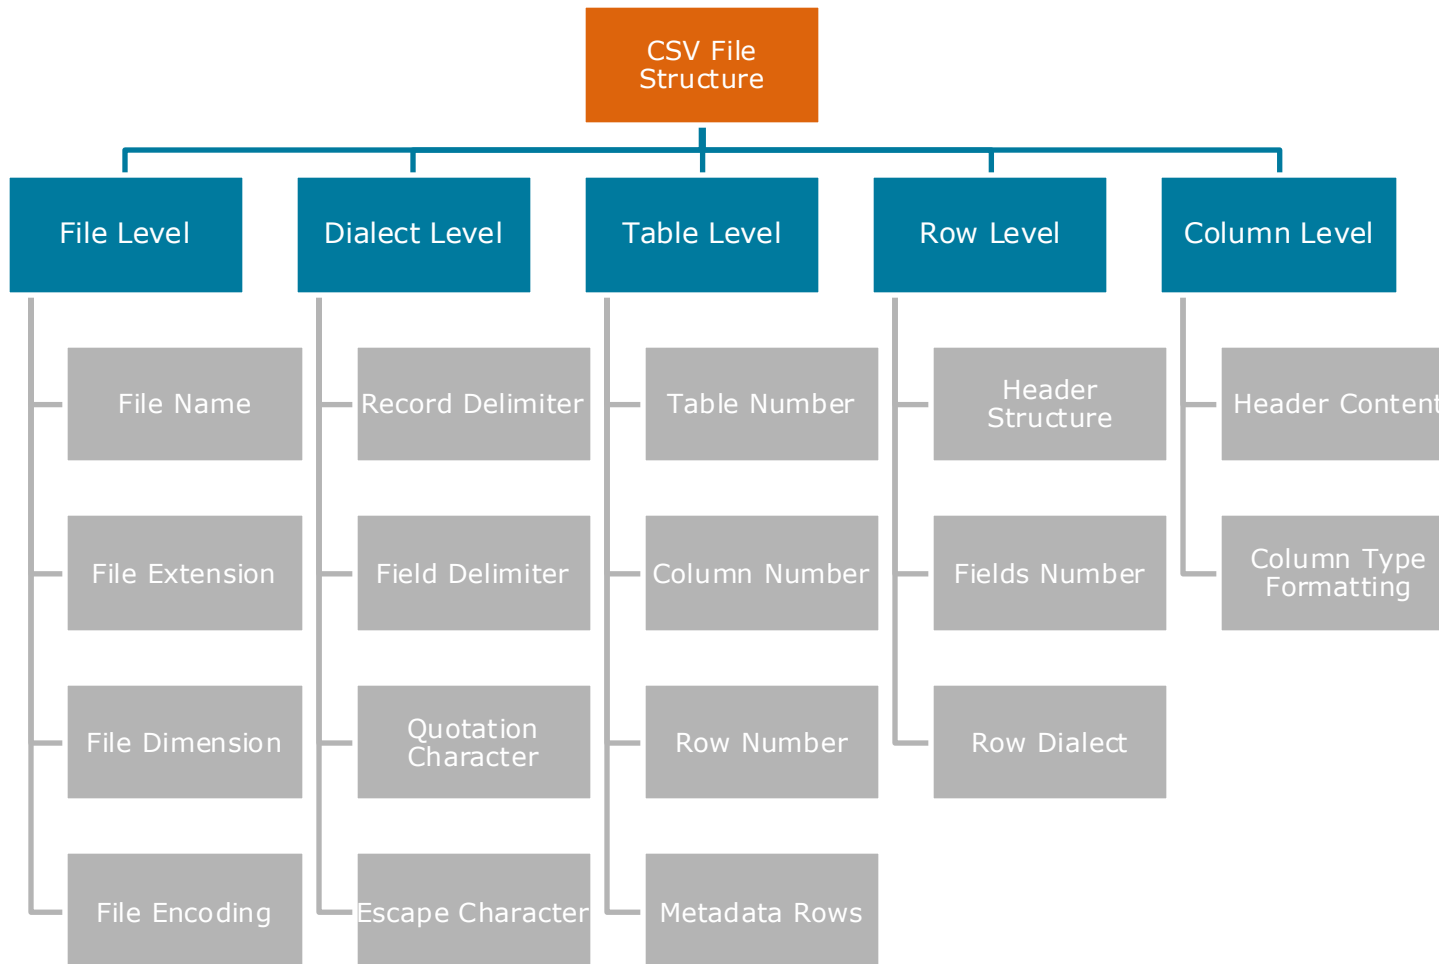 CSV File
Structure
File Level
Dialect Level
Table Level
Row Level
Column Level
File Name
Record Delimiter
Table Number
Header
Structure
Header Content
File Extension
Field Delimiter
Column Number
Fields Number
Column Type
Formatting
File Dimension
Quotation
Character
Row Number
Row Dialect
File Encoding
Escape Character
Metadata Rows